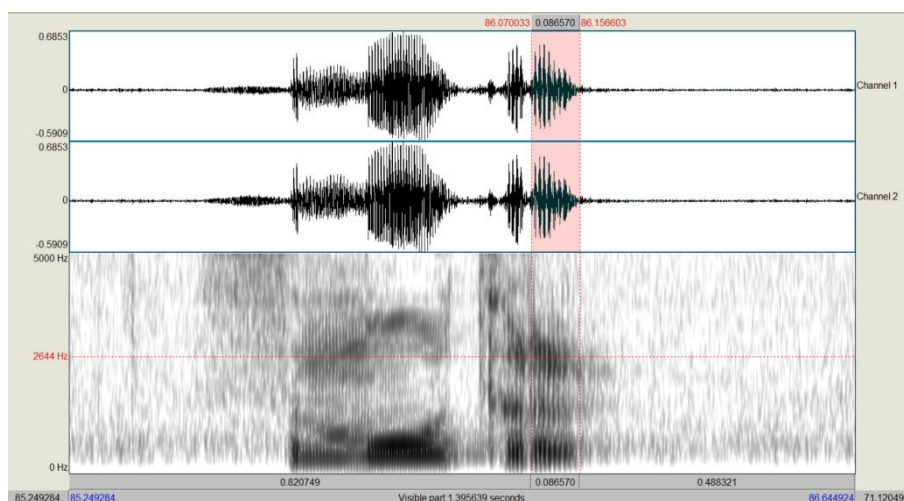 86.070033 0.086570 86.156603
0.6853
0
-0.5909
Channel 1
0.6853
0
-0.5909
Channel 2
5000 Hz
2644 Hz
0 Hz
0.820749 0.086570 0.488321
85.249284 85.249284 Visible part 1.395639 seconds 86.644924 71.12049